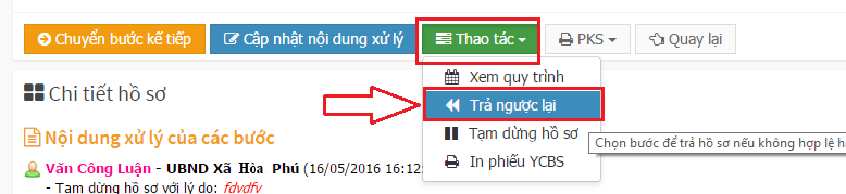 Chuyển bước kế tiếp Cập nhật nội dung xử lý Thao tác PKS Quay lại
Xem quy trình
Chi tiết hồ sơ
Trả ngược lại
Nội dung xử lý của các bước
Tạm dừng hồ sơ
Chọn bước để trả hồ sơ nếu không hợp lệ h
Văn Công Luận - UBND Xã Hòa Phú (16/05/2016 16:12:
In phiếu YCBS
- Tạm dừng hồ sơ với lý do: fdvdfv